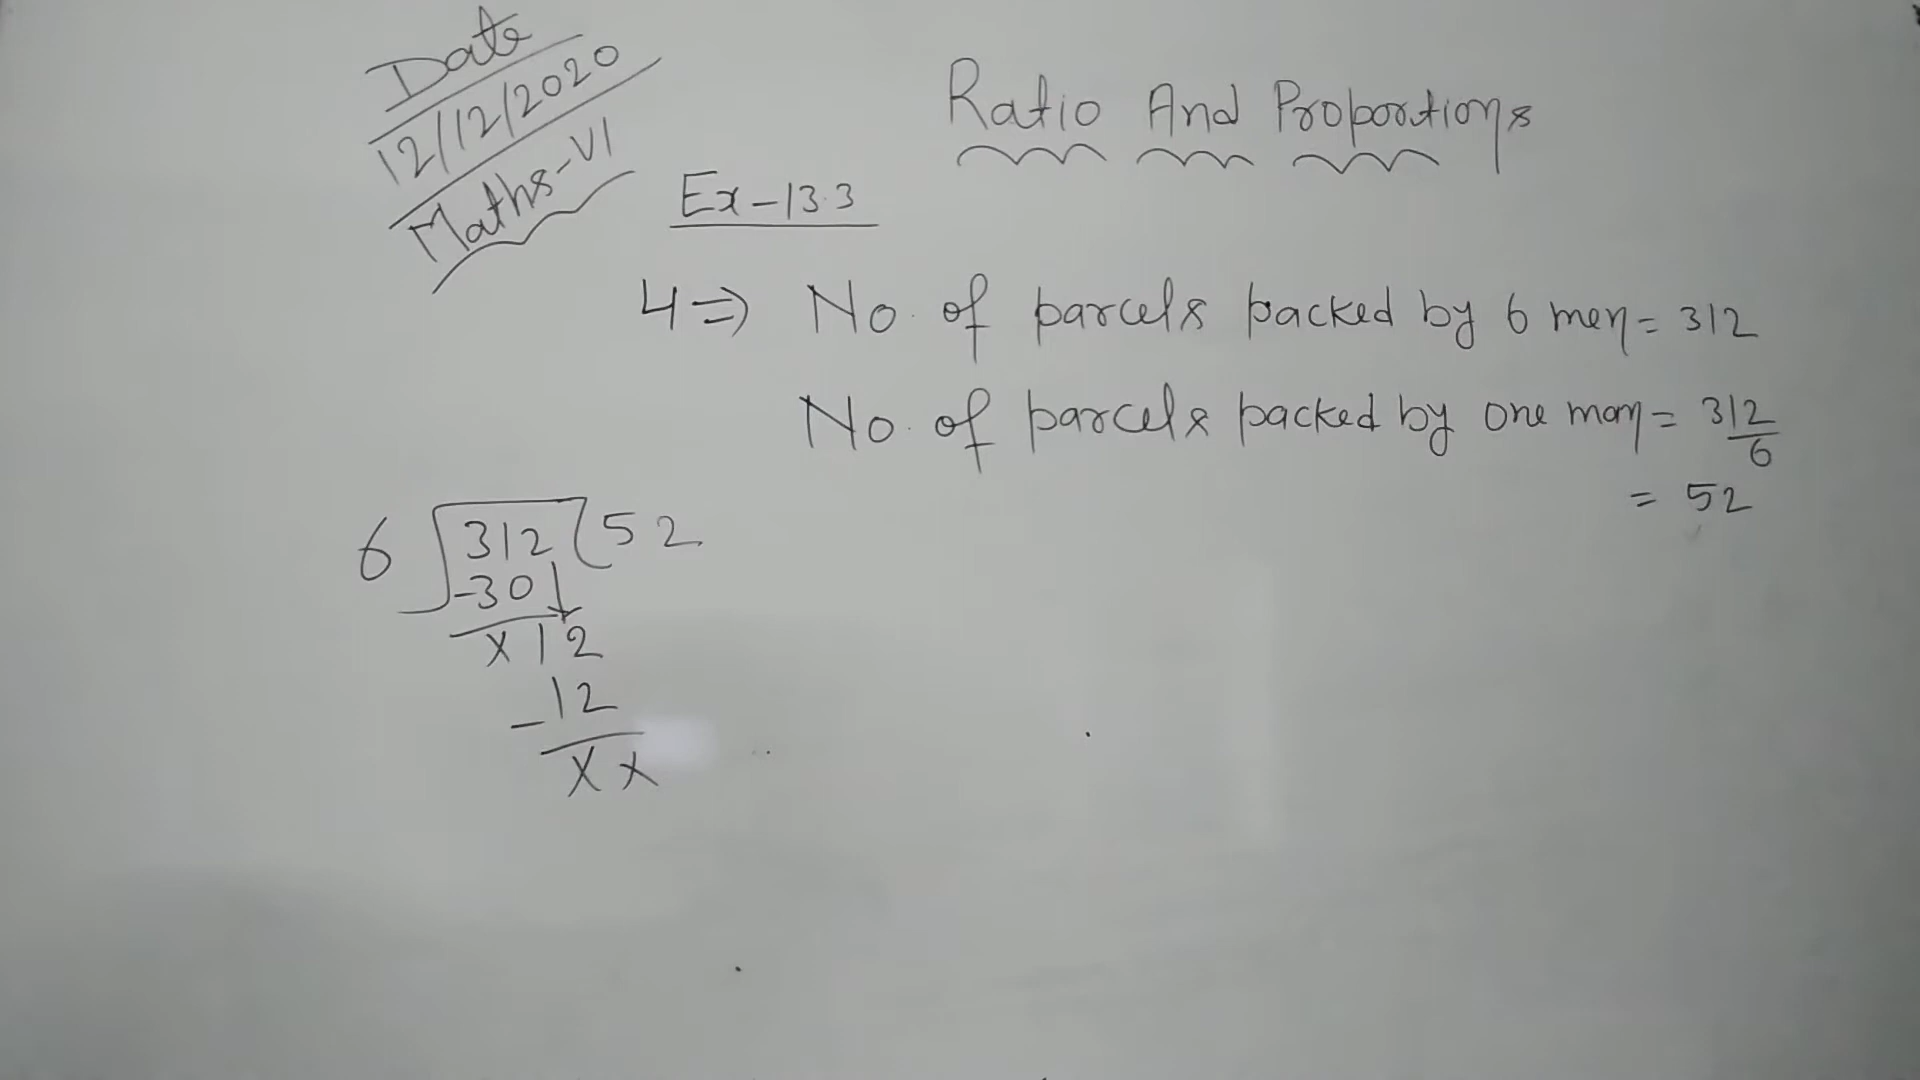 Date
12/12/2020
Maths-VI
Ratio And Proportions
Ex-13.3
4⇒ No. of parcels packed by 6 men = 312
No. of parcels packed by one man = 312/6
= 52
6 312 52
-30
x12
-12
xx